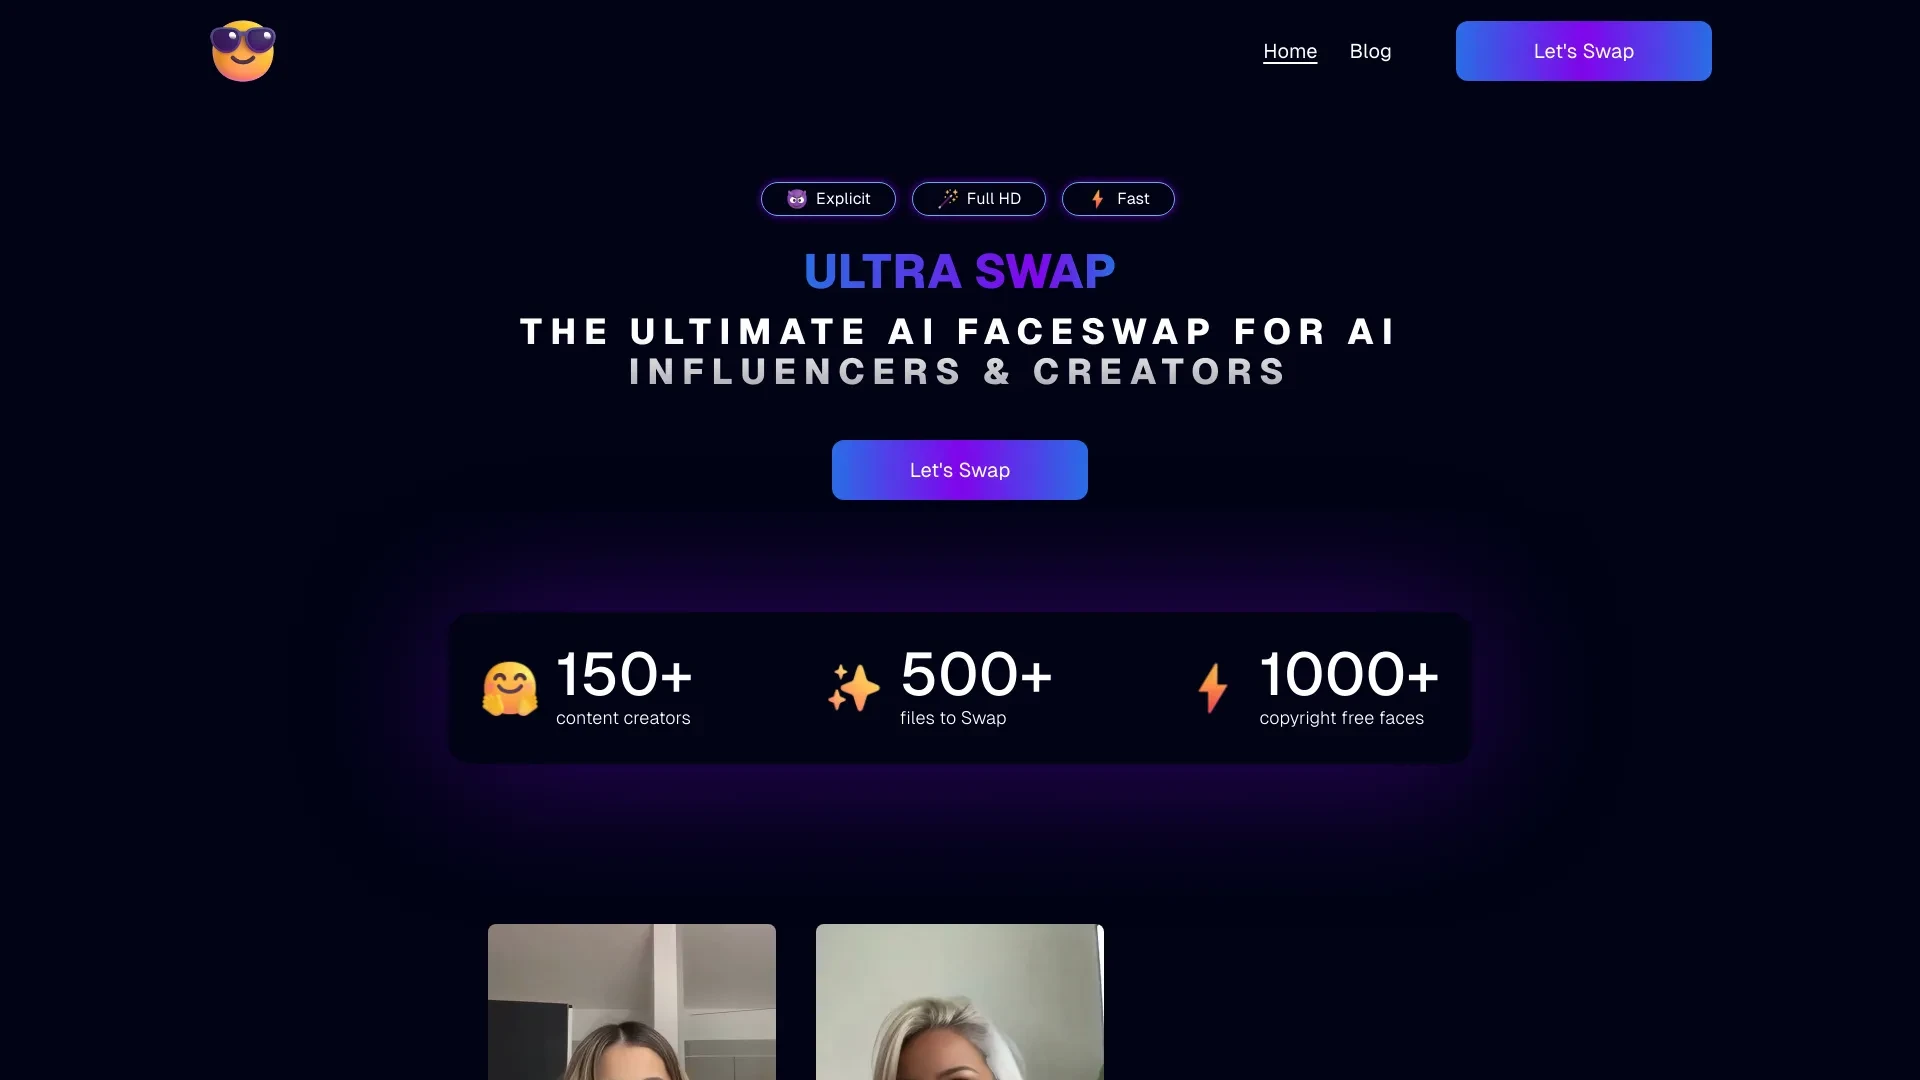 Home
Blog
Let's Swap
Explicit
Full HD
Fast
ULTRA SWAP
THE ULTIMATE AI FACESWAP FOR AI
INFLUENCERS & CREATORS
Let's Swap
150+
content creators
500+
files to Swap
1000+
copyright free faces